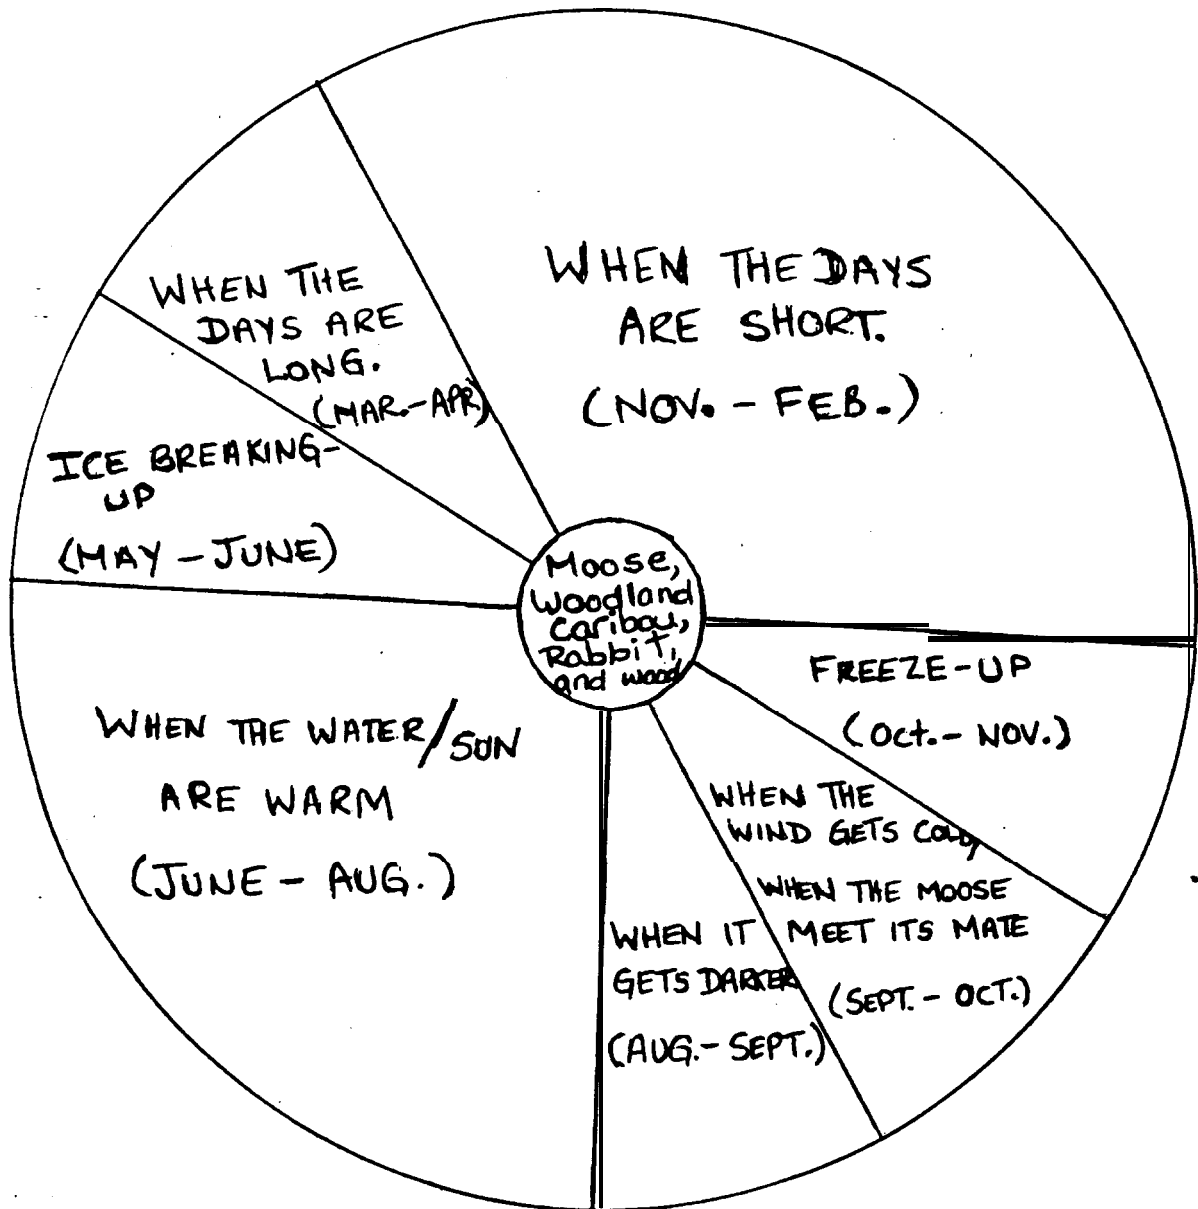 WHEN THE DAYS
ARE SHORT.
(NOV. - FEB.)
WHEN THE
DAYS ARE
LONG.
(MAR.-APR.)
ICE BREAKING-
UP
(MAY - JUNE)
Moose,
Woodland
Caribou,
Rabbit,
and wood
FREEZE-UP
(Oct. - NOV.)
WHEN THE WATER/SUN
ARE WARM
(JUNE - AUG.)
WHEN THE
WIND GETS COLD,
WHEN THE MOOSE
MEET ITS MATE
(SEPT. - OCT.)
WHEN IT
GETS DARKER
(AUG.- SEPT.)